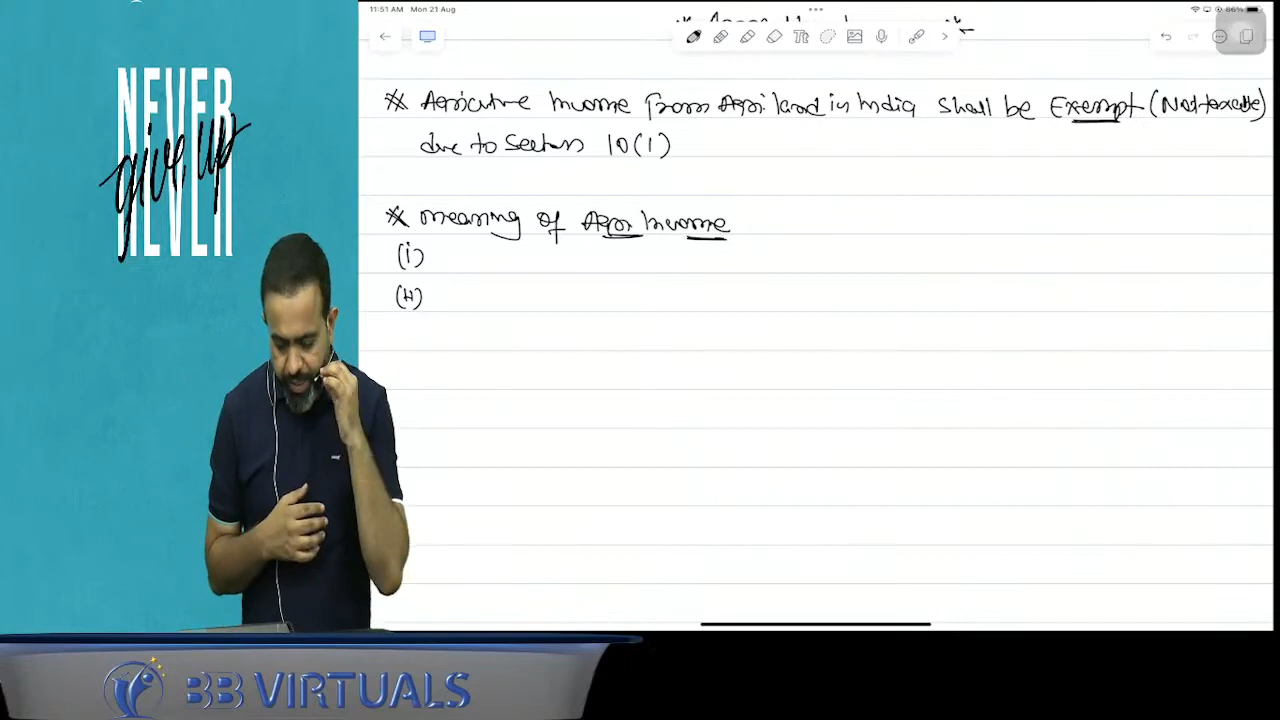 11:51 AM Mon 21 Aug
86%
NEVER
give up
NEVER
* Agriculture Income from Agri land in India Shall be Exempt (Not taxable)
due to Section 10(1)
* meaning of Agri Income
(i)
(ii)
BB VIRTUALS